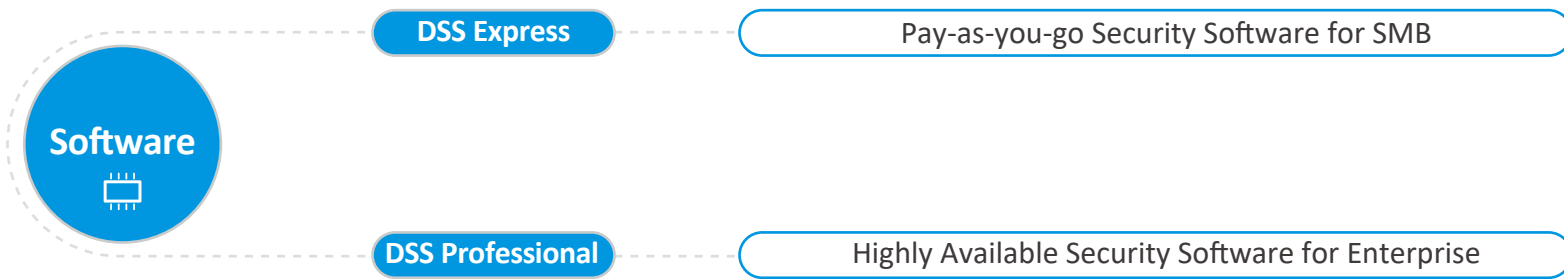 DSS Express
Pay-as-you-go Security Software for SMB
Software
DSS Professional
Highly Available Security Software for Enterprise